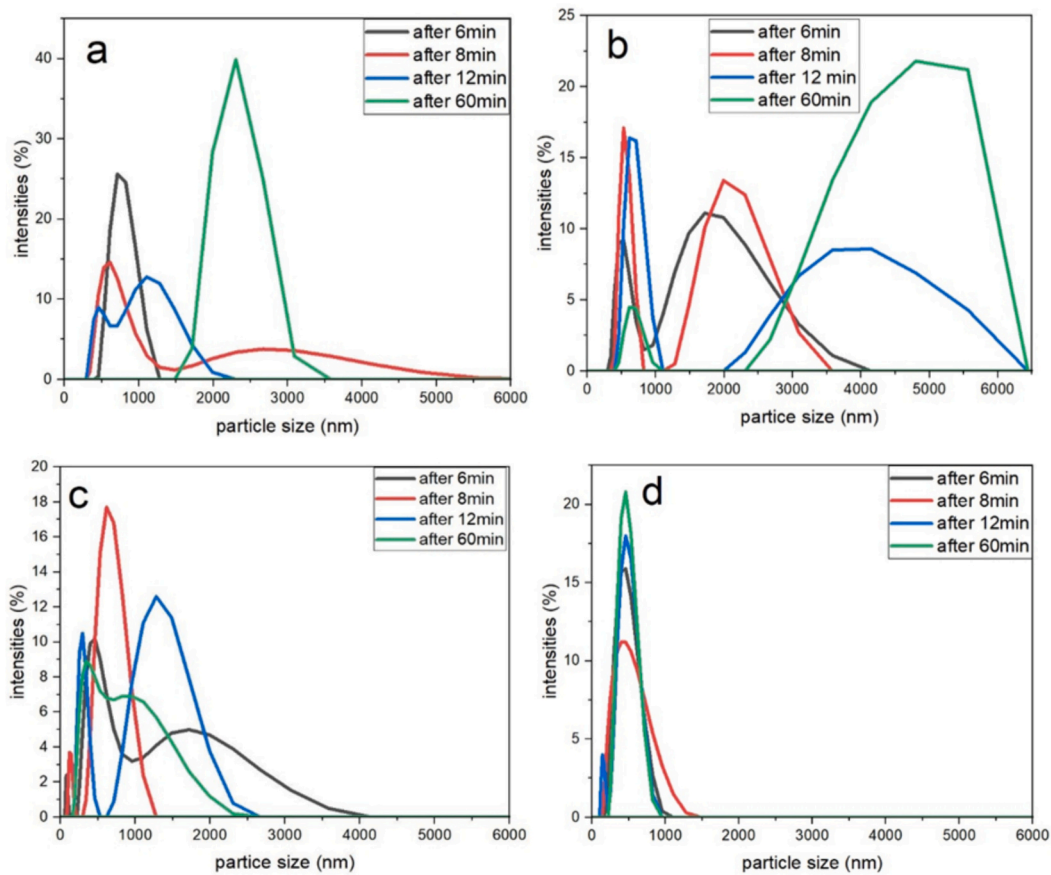 a
after 6min
after 8min
after 12min
after 60min
intensities (%)
40
30
20
10
0
0 1000 2000 3000 4000 5000 6000
particle size (nm)
b
after 6min
after 8min
after 12 min
after 60min
intensities (%)
25
20
15
10
5
0
0 1000 2000 3000 4000 5000 6000
partice size (nm)
c
after 6min
after 8min
after 12min
after 60min
intensities (%)
20
18
16
14
12
10
8
6
4
2
0
0 1000 2000 3000 4000 5000 6000
partice size (nm)
d
after 6min
after 8min
after 12min
after 60min
intensities (%)
20
15
10
5
0
0 1000 2000 3000 4000 5000 6000
particle size (nm)